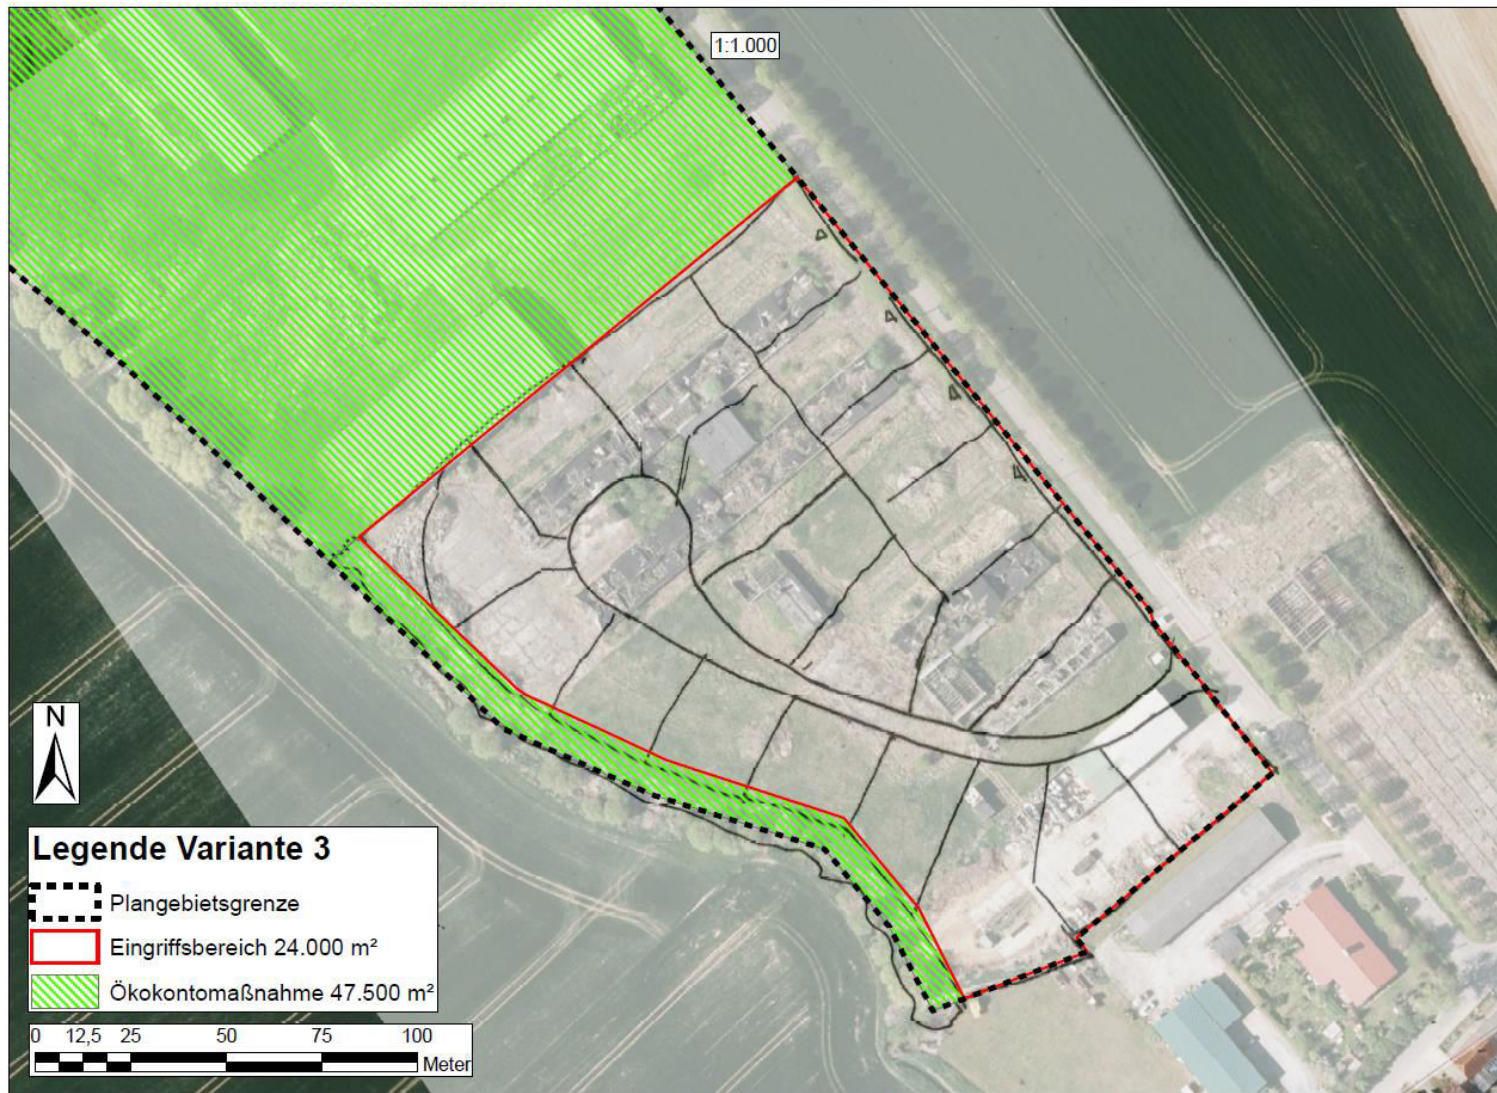 1:1.000
N
Legende Variante 3
Plangebietsgrenze
Eingriffsbereich 24.000 m²
Ökokontomaßnahme 47.500 m²
0 12,5 25 50 75 100
Meter